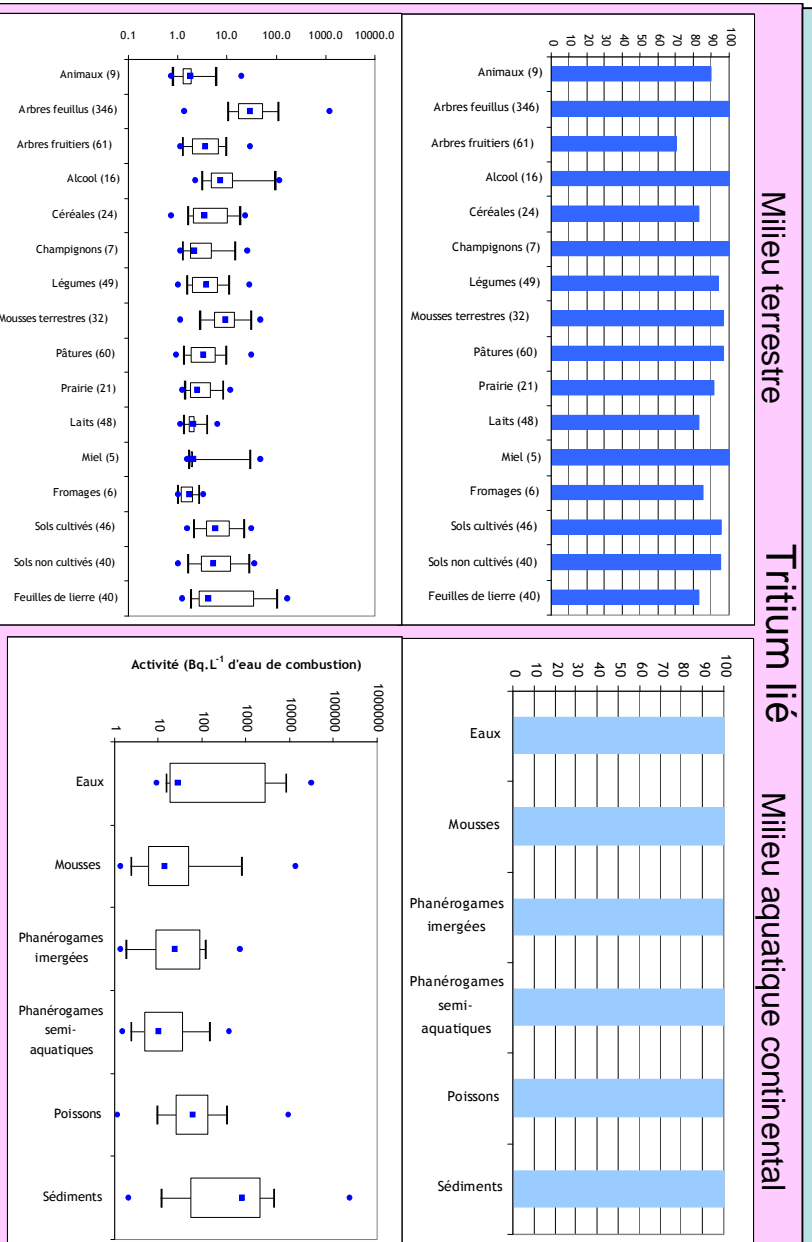 Tritium lié
Milieu terrestre
Milieu aquatique continental
0.1 1.0 10.0 100.0 1000.0 10000.0
0 10 20 30 40 50 60 70 80 90 100
Animaux (9)
Animaux (9)
Arbres feuillus (346)
Arbres feuillus (346)
Arbres fruitiers (61)
Arbres fruitiers (61)
Alcool (16)
Alcool (16)
Céréales (24)
Céréales (24)
Champignons (7)
Champignons (7)
Légumes (49)
Légumes (49)
Mousses terrestres (32)
Mousses terrestres (32)
Pâtures (60)
Pâtures (60)
Prairie (21)
Prairie (21)
Laits (48)
Laits (48)
Miel (5)
Miel (5)
Fromages (6)
Fromages (6)
Sols cultivés (46)
Sols cultivés (46)
Sols non cultivés (40)
Sols non cultivés (40)
Feuilles de lierre (40)
Feuilles de lierre (40)
Activité (Bq.L-1 d'eau de combustion)
1 10 100 1000 10000 100000 1000000
0 10 20 30 40 50 60 70 80 90 100
Eaux
Eaux
Mousses
Mousses
Phanérogames
imergées
Phanérogames
imergées
Phanérogames
semi-
aquatiques
Phanérogames
semi-
aquatiques
Poissons
Poissons
Sédiments
Sédiments